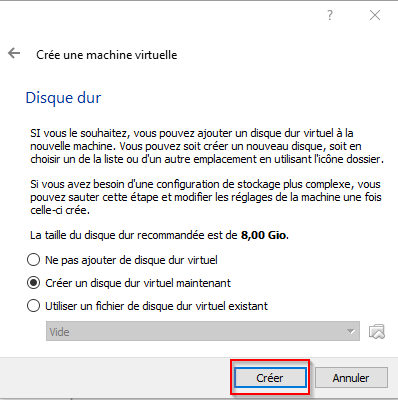 ?
Crée une machine virtuelle
Disque dur
SI vous le souhaitez, vous pouvez ajouter un disque dur virtuel à la
nouvelle machine. Vous pouvez soit créer un nouveau disque, soit en
choisir un de la liste ou d'un autre emplacement en utilisant l'icône dossier.
Si vous avez besoin d'une configuration de stockage plus complexe, vous
pouvez sauter cette étape et modifier les réglages de la machine une fois
celle-ci crée.
La taille du disque dur recommandée est de 8,00 Gio.
Ne pas ajouter de disque dur virtuel
Créer un disque dur virtuel maintenant
Utiliser un fichier de disque dur virtuel existant
Vide
Créer
Annuler